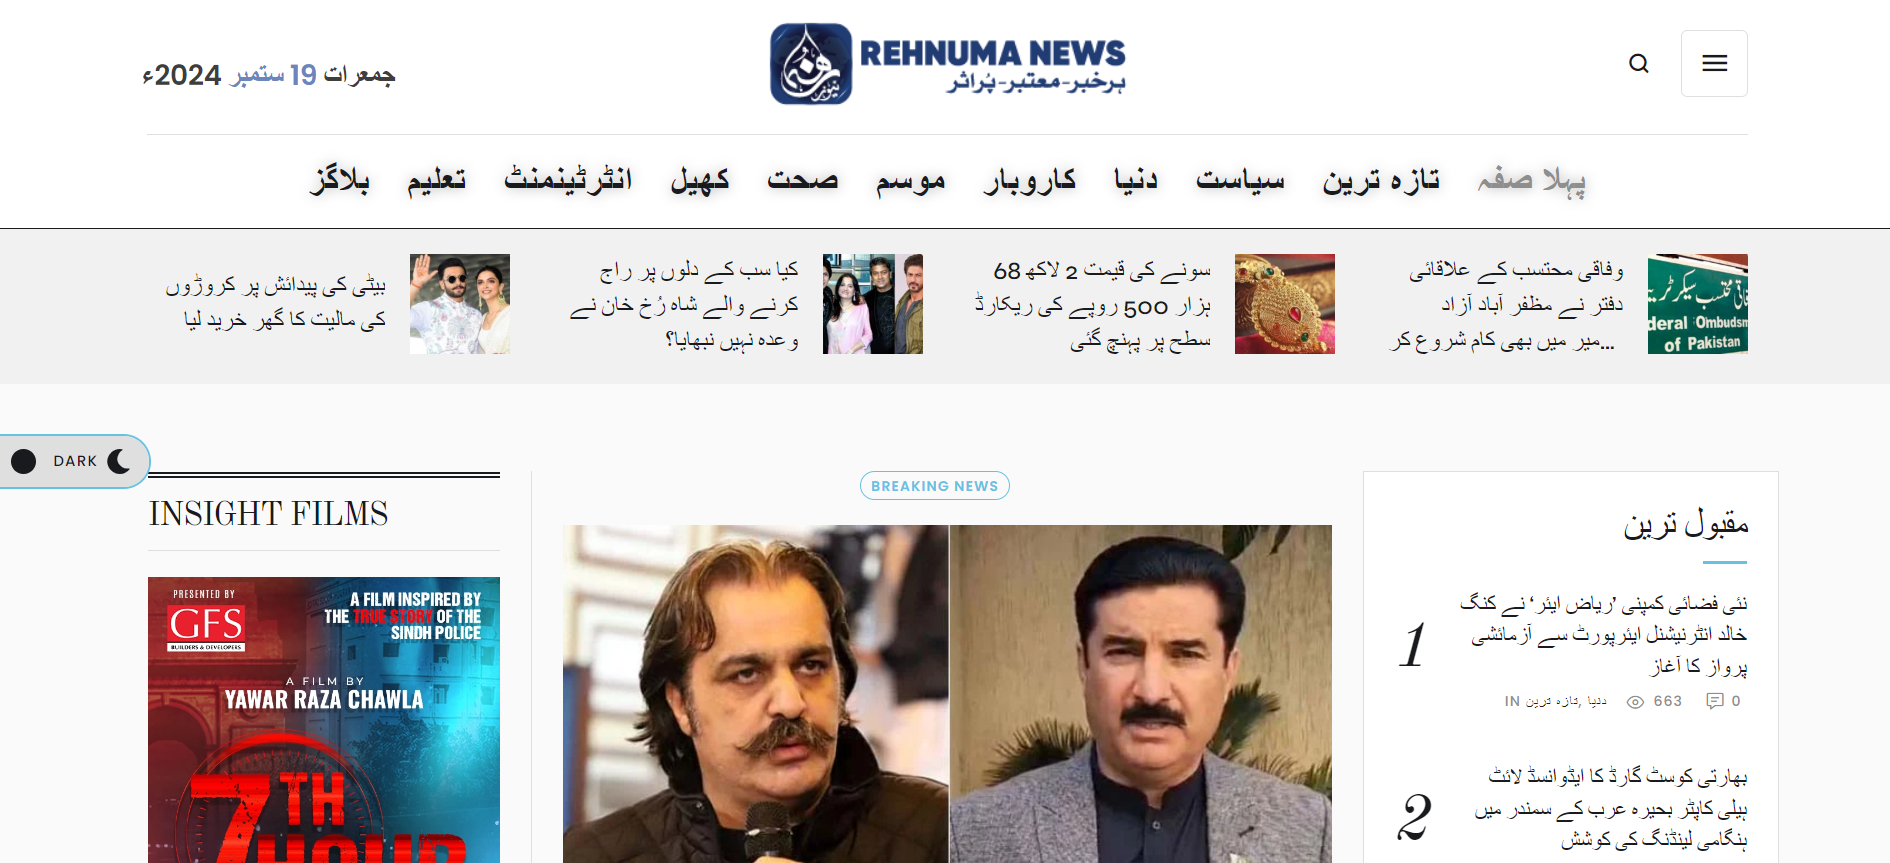 جمعرات 19 ستمبر 2024ء
REHNUMA NEWS
ہرخبر-معتبر-پُراثر
پہلا صفہ
تازہ ترین
سیاست
دنیا
کاروبار
موسم
صحت
کھیل
انٹرٹینمنٹ
تعلیم
بلاگز
وفاقی محتسب کے علاقائی
دفتر نے مظفر آباد آزاد
...میر میں بھی کام شروع کر
deral Ombudsm
of Pakistan
سونے کی قیمت 2 لاکھ 68
ہزار 500 روپے کی ریکارڈ
سطح پر پہنچ گئی
کیا سب کے دلوں پر راج
کرنے والے شاہ رُخ خان نے
وعدہ نہیں نبھایا؟
بیٹی کی پیدائش پر کروڑوں
کی مالیت کا گھر خرید لیا
DARK
INSIGHT FILMS
PRESENTED BY
GFS
BUILDERS & DEVELOPERS
A FILM INSPIRED BY
THE TRUE STORY OF THE
SINDH POLICE
A FILM BY
YAWAR RAZA CHAWLA
7TH
HOUR
BREAKING NEWS
مقبول ترین
1
نئی فضائی کمپنی ’ریاض ایئر‘ نے کنگ
خالد انٹرنیشنل ایئرپورٹ سے آزمائشی
پرواز کا آغاز
IN دنیا ,تازہ ترین 663 0
2
بھارتی کوسٹ گارڈ کا ایڈوانسڈ لائٹ
ہیلی کاپٹر بحیرہ عرب کے سمندر میں
ہنگامی لینڈنگ کی کوشش